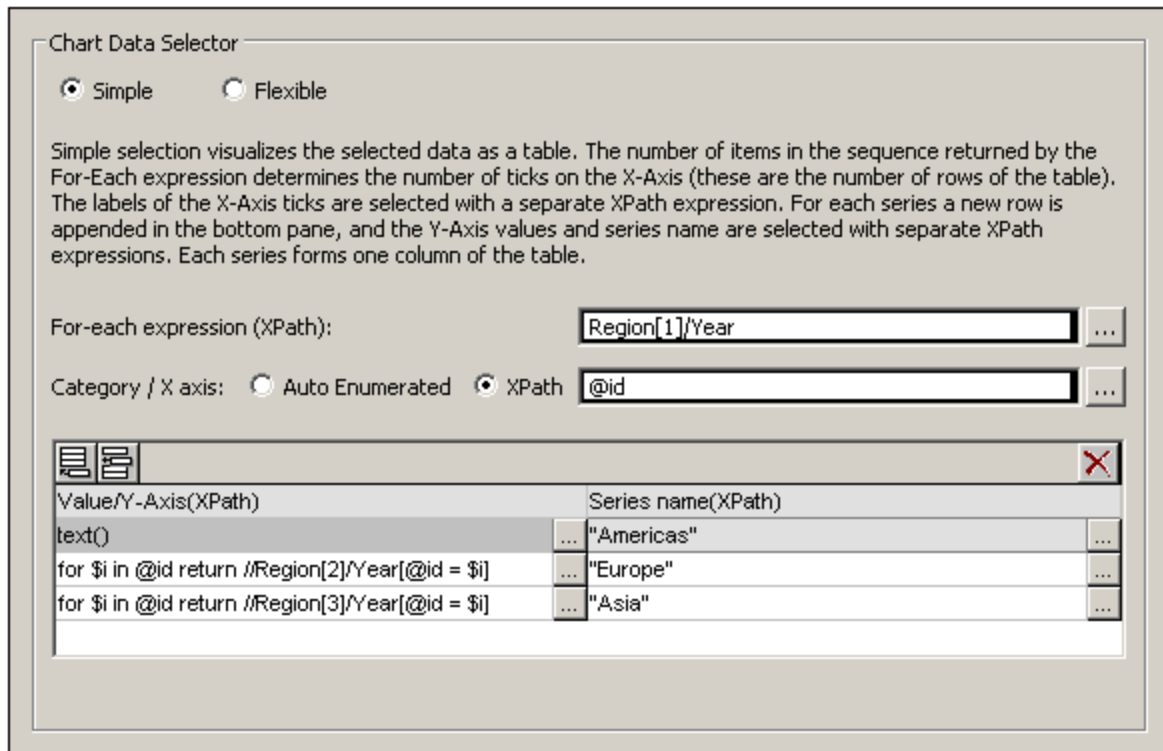 Chart Data Selector
Simple Flexible
Simple selection visualizes the selected data as a table. The number of items in the sequence returned by the
For-Each expression determines the number of ticks on the X-Axis (these are the number of rows of the table).
The labels of the X-Axis ticks are selected with a separate XPath expression. For each series a new row is
appended in the bottom pane, and the Y-Axis values and series name are selected with separate XPath
expressions. Each series forms one column of the table.
For-each expression (XPath): Region[1]/Year ...
Category / X axis: Auto Enumerated XPath @id ...
Value/Y-Axis(XPath) Series name(XPath)
text() ... "Americas" ...
for $i in @id return //Region[2]/Year[@id = $i] ... "Europe" ...
for $i in @id return //Region[3]/Year[@id = $i] ... "Asia" ...